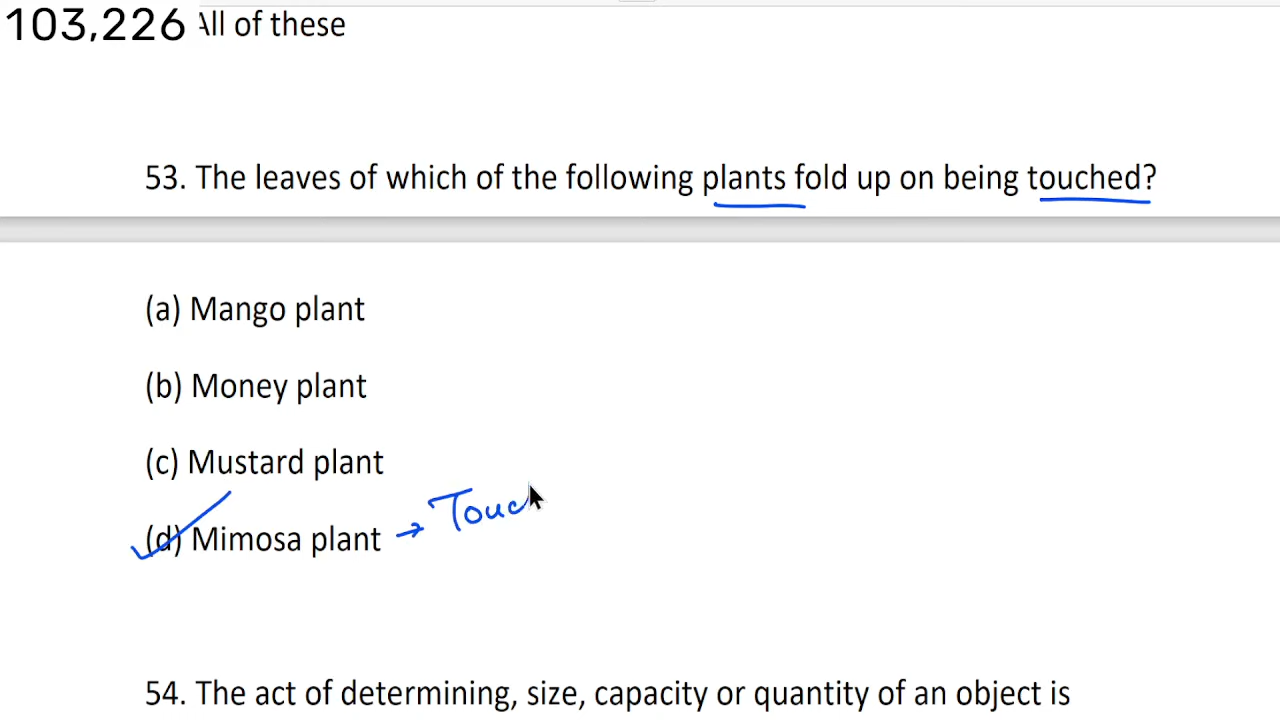 103,226 All of these
53. The leaves of which of the following plants fold up on being touched?
(a) Mango plant
(b) Money plant
(c) Mustard plant
(d) Mimosa plant → Touc
54. The act of determining, size, capacity or quantity of an object is